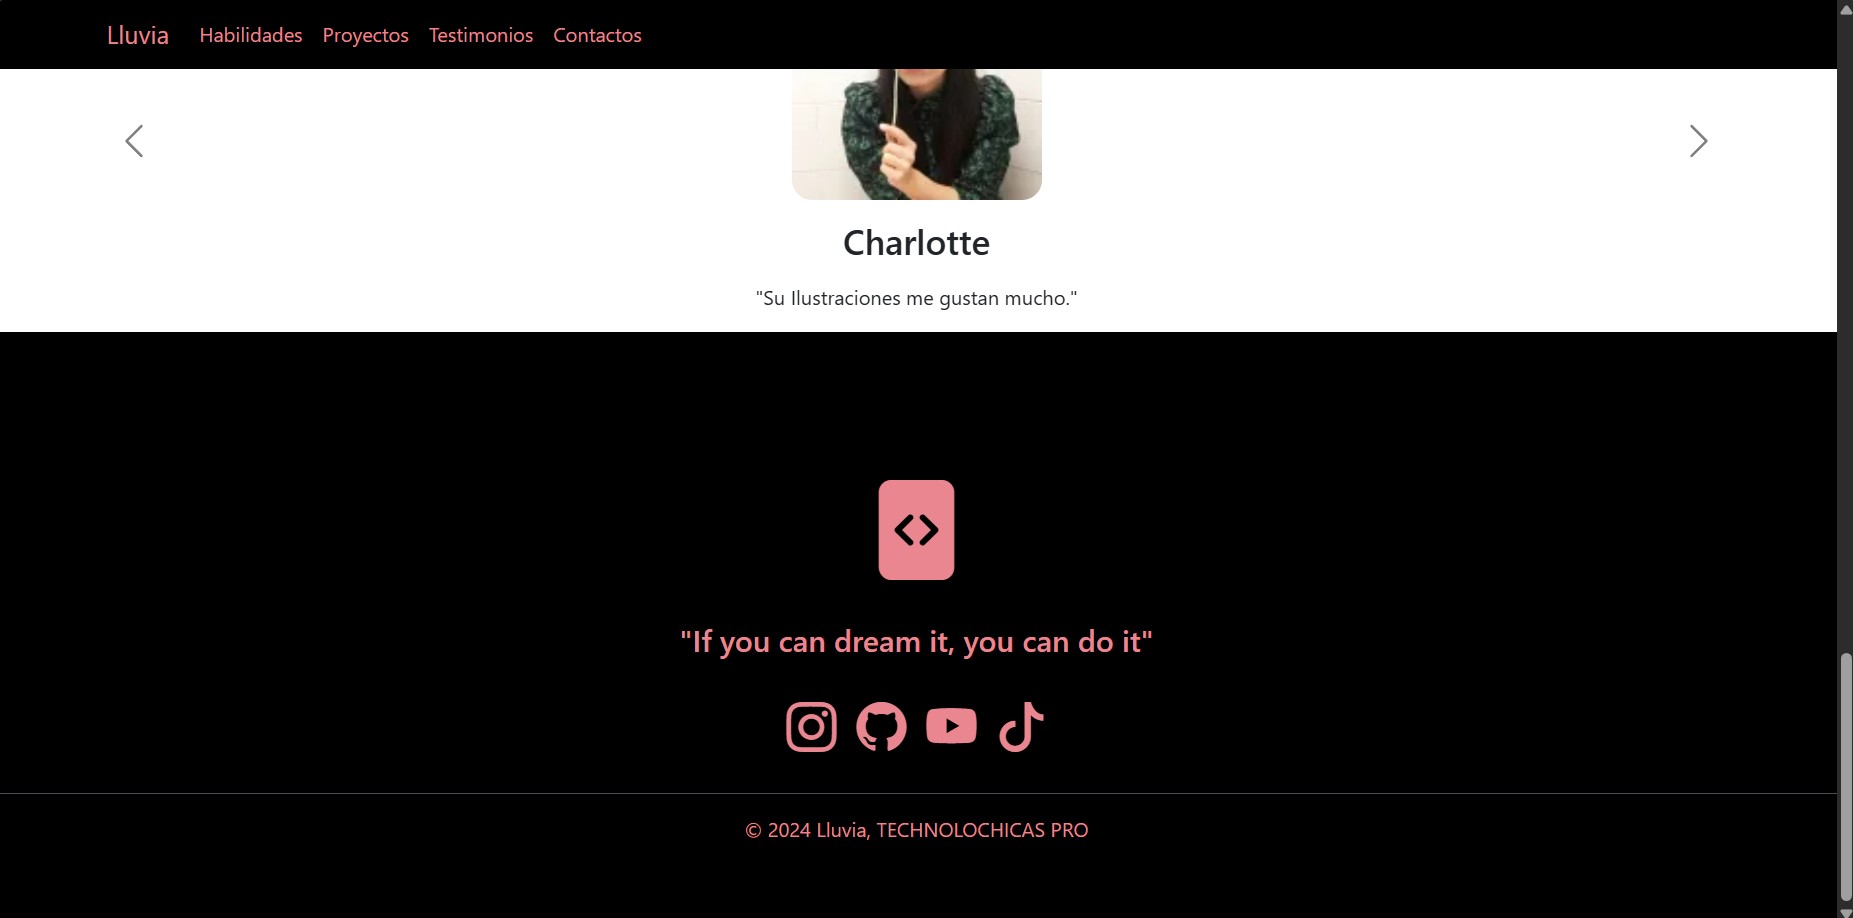 Lluvia Habilidades Proyectos Testimonios Contactos
Charlotte
"Su Ilustraciones me gustan mucho."
"If you can dream it, you can do it"
© 2024 Lluvia, TECHNOLOCHICAS PRO